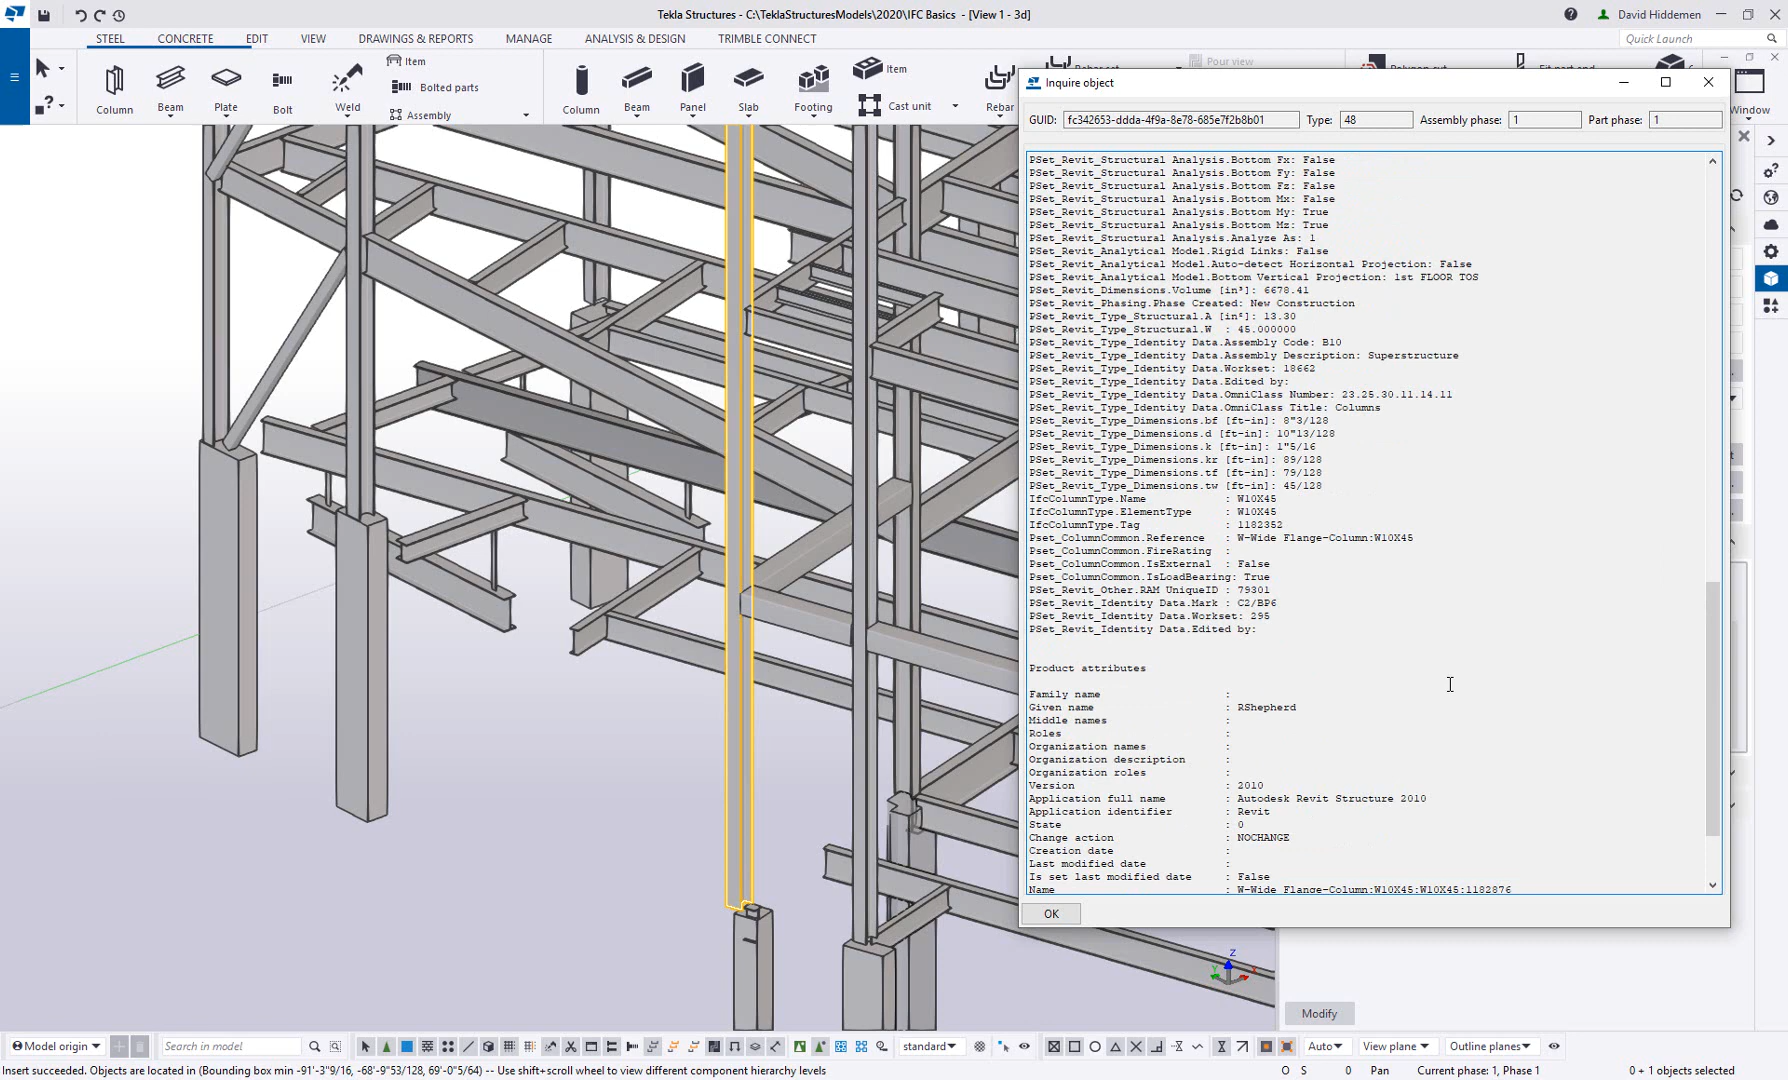 Tekla Structures - C:\TeklaStructuresModels\2020\IFC Basics - [View 1 - 3d]
David Hiddemen
STEEL CONCRETE EDIT VIEW DRAWINGS & REPORTS MANAGE ANALYSIS & DESIGN TRIMBLE CONNECT
Quick Launch
Column Beam Plate Bolt Weld
Item
Bolted parts
Assembly
Column Beam Panel Slab Footing
Item
Cast unit
Rebar
Rebar set
Pour view
Polygon cut
Fit part end
Window
Inquire object
GUID: fc342653-ddda-4f9a-8e78-685e7f2b8b01 Type: 48 Assembly phase: 1 Part phase: 1
PSet_Revit_Structural Analysis.Bottom Fx: False
PSet_Revit_Structural Analysis.Bottom Fy: False
PSet_Revit_Structural Analysis.Bottom Fz: False
PSet_Revit_Structural Analysis.Bottom Mx: False
PSet_Revit_Structural Analysis.Bottom My: True
PSet_Revit_Structural Analysis.Bottom Mz: True
PSet_Revit_Structural Analysis.Analyze As: 1
PSet_Revit_Analytical Model.Rigid Links: False
PSet_Revit_Analytical Model.Auto-detect Horizontal Projection: False
PSet_Revit_Analytical Model.Bottom Vertical Projection: 1st FLOOR TOS
PSet_Revit_Dimensions.Volume [in³]: 6678.41
PSet_Revit_Phasing.Phase Created: New Construction
PSet_Revit_Type_Structural.A [in²]: 13.30
PSet_Revit_Type_Structural.W : 45.000000
PSet_Revit_Type_Identity Data.Assembly Code: B10
PSet_Revit_Type_Identity Data.Assembly Description: Superstructure
PSet_Revit_Type_Identity Data.Workset: 18662
PSet_Revit_Type_Identity Data.Edited by:
PSet_Revit_Type_Identity Data.OmniClass Number: 23.25.30.11.14.11
PSet_Revit_Type_Identity Data.OmniClass Title: Columns
PSet_Revit_Type_Dimensions.bf [ft-in]: 8"3/128
PSet_Revit_Type_Dimensions.d [ft-in]: 10"13/128
PSet_Revit_Type_Dimensions.k [ft-in]: 1"5/16
PSet_Revit_Type_Dimensions.kr [ft-in]: 89/128
PSet_Revit_Type_Dimensions.tf [ft-in]: 79/128
PSet_Revit_Type_Dimensions.tw [ft-in]: 45/128
IfcColumnType.Name : W10X45
IfcColumnType.ElementType : W10X45
IfcColumnType.Tag : 1182352
Pset_ColumnCommon.Reference : W-Wide Flange-Column:W10X45
Pset_ColumnCommon.FireRating :
Pset_ColumnCommon.IsExternal : False
Pset_ColumnCommon.IsLoadBearing: True
PSet_Revit_Other.RAM UniqueID : 79301
PSet_Revit_Identity Data.Mark : C2/BP6
PSet_Revit_Identity Data.Workset: 295
PSet_Revit_Identity Data.Edited by:
Product attributes
Family name :
Given name : RShepherd
Middle names :
Roles :
Organization names :
Organization description :
Organization roles :
Version : 2010
Application full name : Autodesk Revit Structure 2010
Application identifier : Revit
State : 0
Change action : NOCHANGE
Creation date :
Last modified date :
Is set last modified date : False
Name : W-Wide Flange-Column:W10X45:W10X45:1182876
OK
Z
Y
X
Modify
Model origin
Search in model
standard
Auto
View plane
Outline planes
Insert succeeded. Objects are located in (Bounding box min -91'-3"9/16, -68'-9"53/128, 69'-0"5/64) -- Use shift+scroll wheel to view different component hierarchy levels
O S 0 Pan Current phase: 1, Phase 1 0 + 1 objects selected